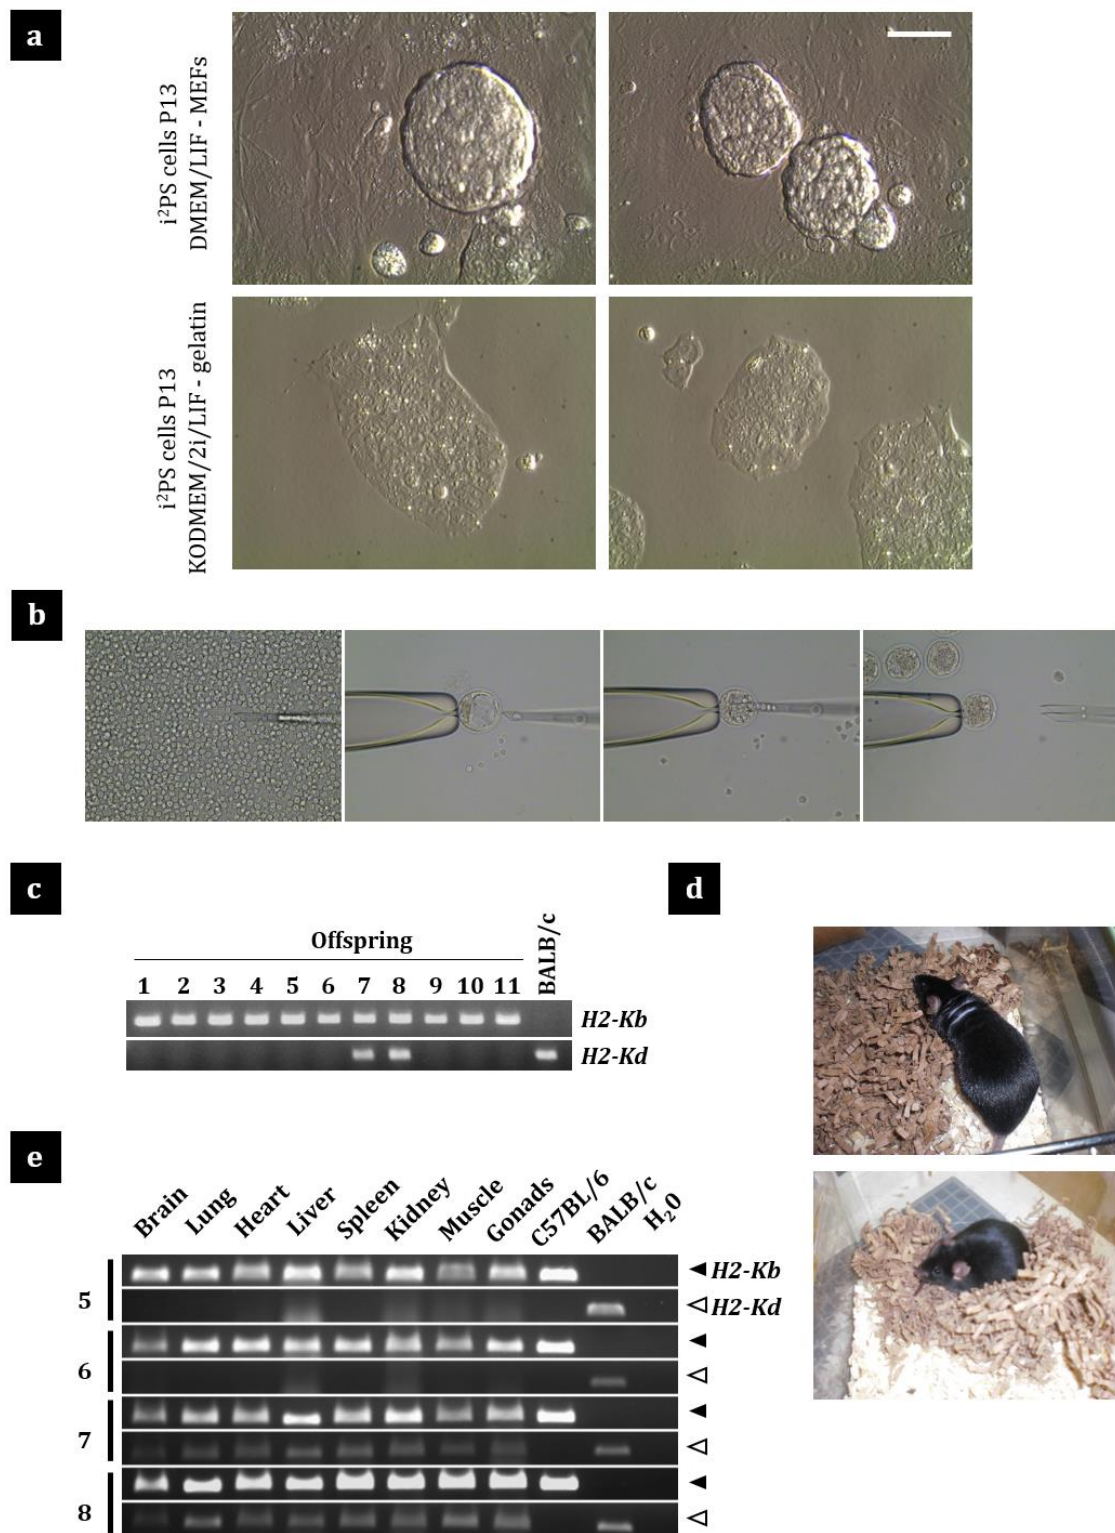 a
i²PS cells P13
DMEM/LIF - MEFs
i²PS cells P13
KODMEM/2i/LIF - gelatin
b
c
d
Offspring
BALB/c
1 2 3 4 5 6 7 8 9 10 11
H2-Kb
H2-Kd
e
Brain Lung Heart Liver Spleen Kidney Muscle Gonads C57BL/6 BALB/c H₂0
H2-Kb
5
H2-Kd
6
7
8